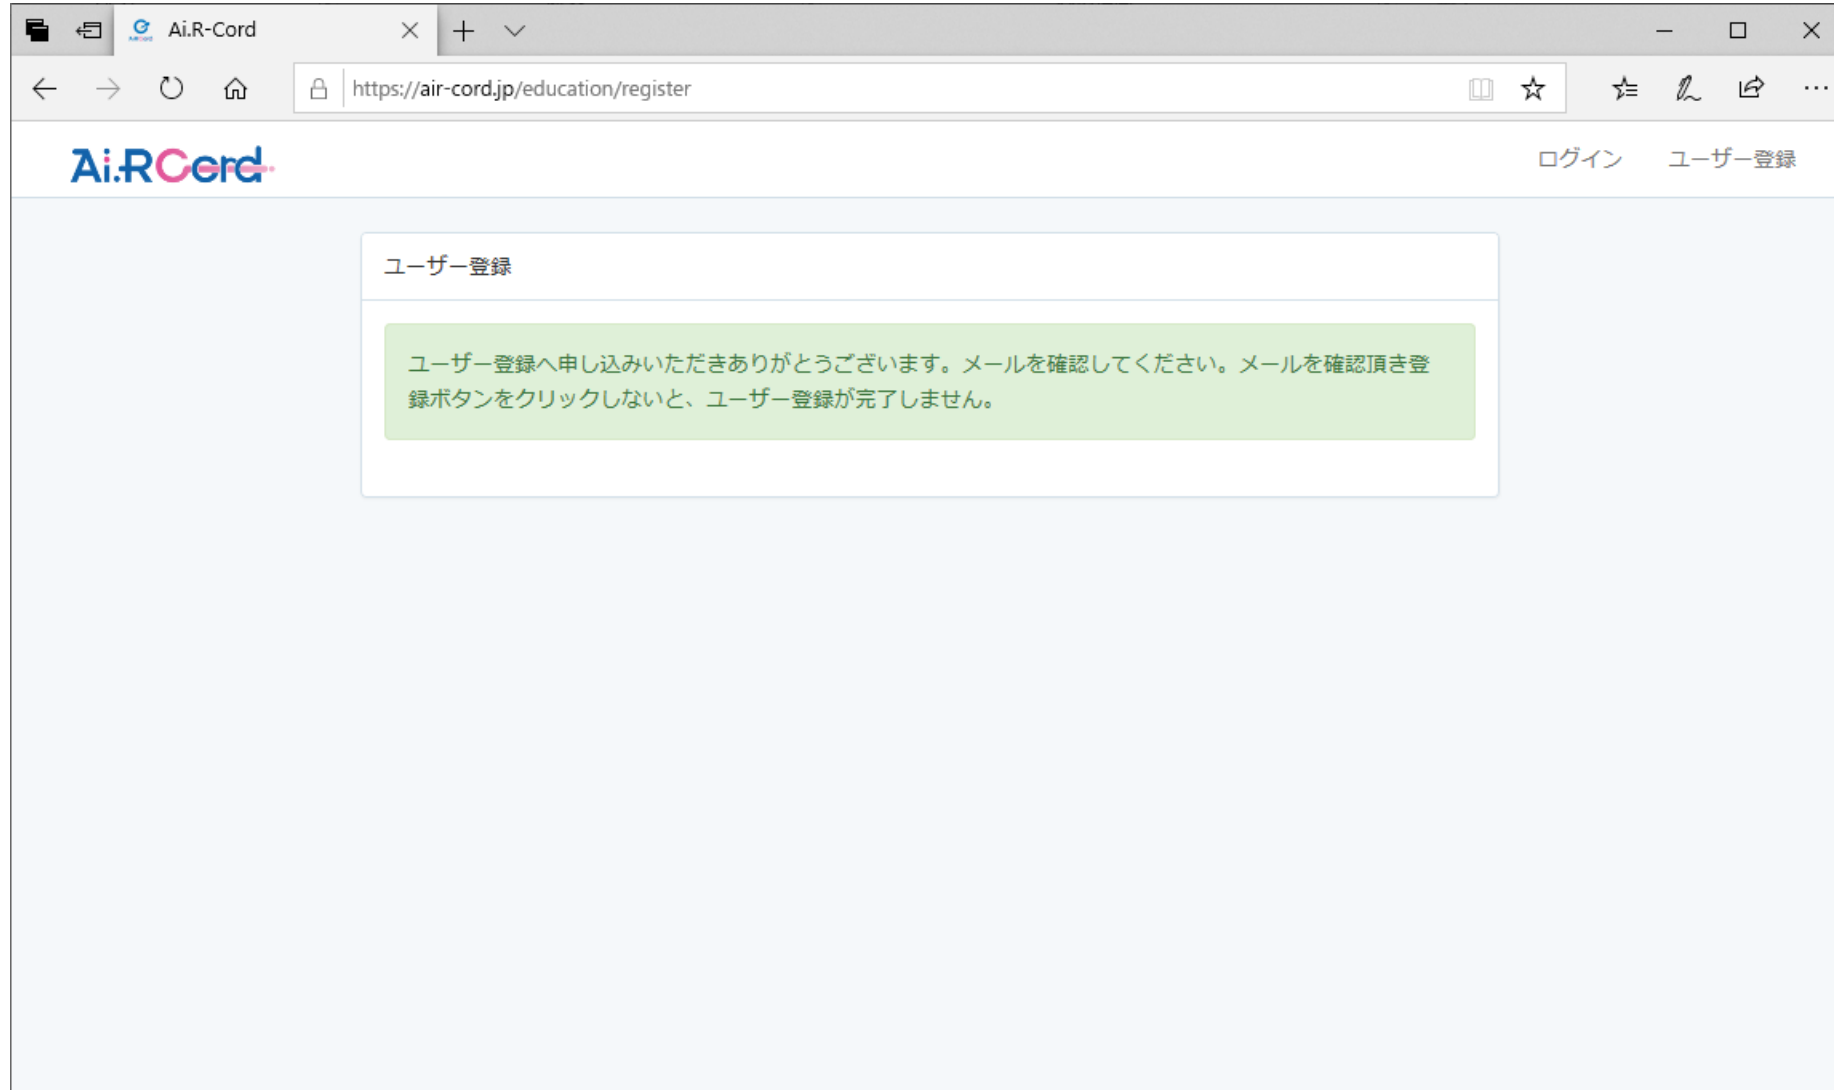 Ai.R-Cord
https://air-cord.jp/education/register
Ai.RCord
ログイン ユーザー登録
ユーザー登録
ユーザー登録へ申し込みいただきありがとうございます。メールを確認してください。メールを確認頂き登
録ボタンをクリックしないと、ユーザー登録が完了しません。